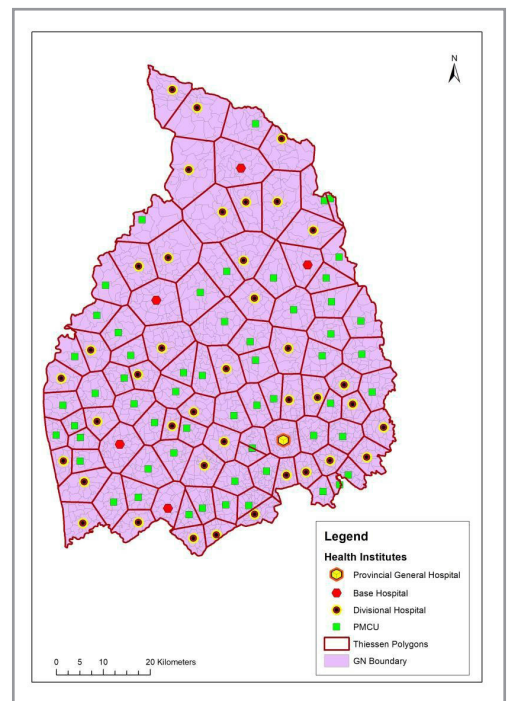 N
Legend
Health Institutes
Provincial General Hospital
Base Hospital
Divisional Hospital
PMCU
Thiessen Polygons
GN Boundary
0 5 10 20 Kilometers